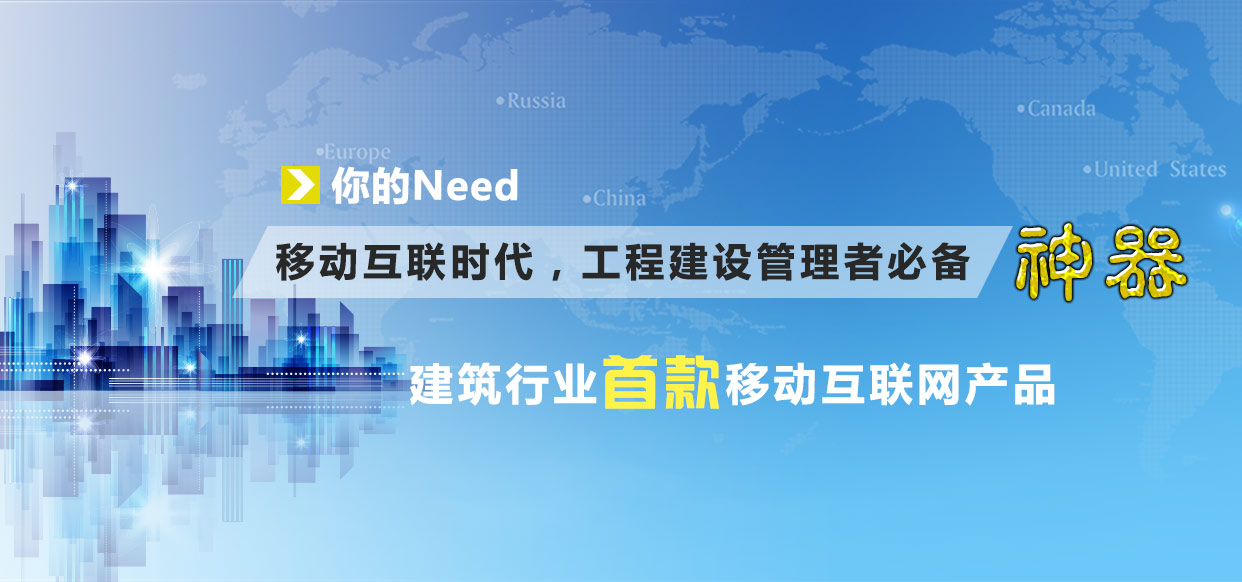 Russia
Canada
Europe
United States
你的Need
China
移动互联时代，工程建设管理者必备神器
建筑行业首款移动互联网产品